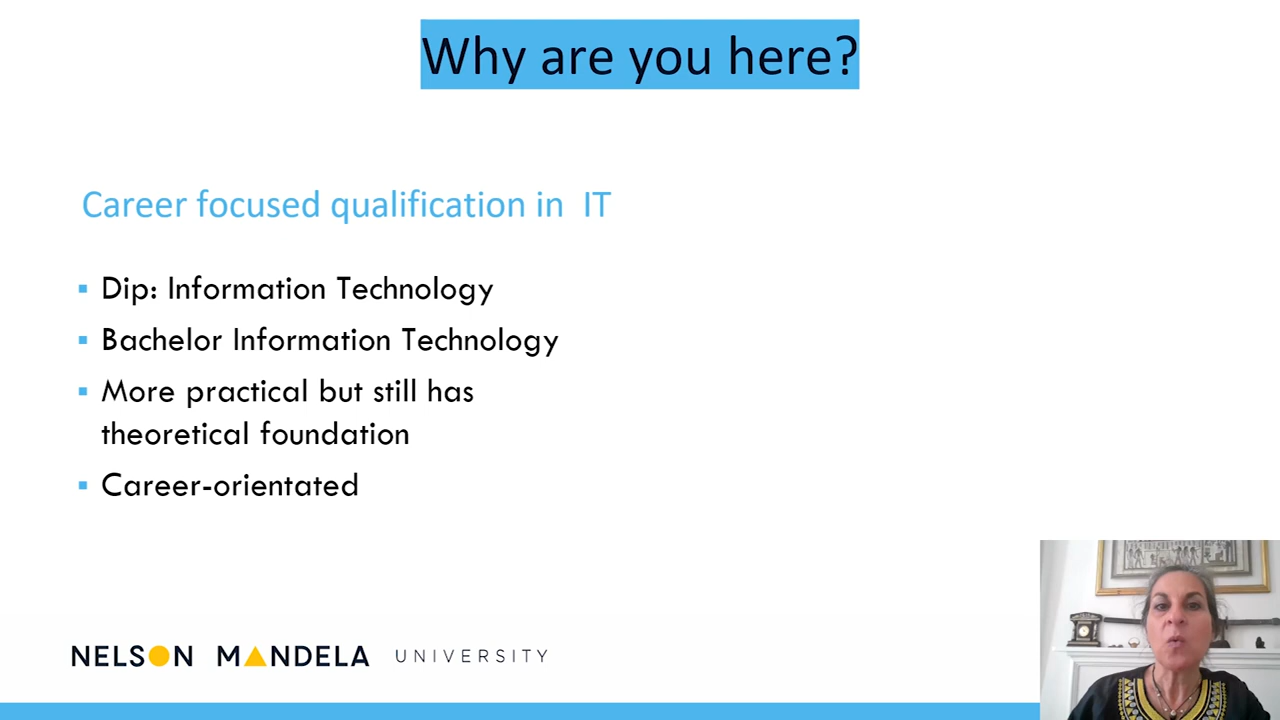 Why are you here?
Career focused qualification in IT
Dip: Information Technology
Bachelor Information Technology
More practical but still has
theoretical foundation
Career-orientated
NELSON MANDELA UNIVERSITY